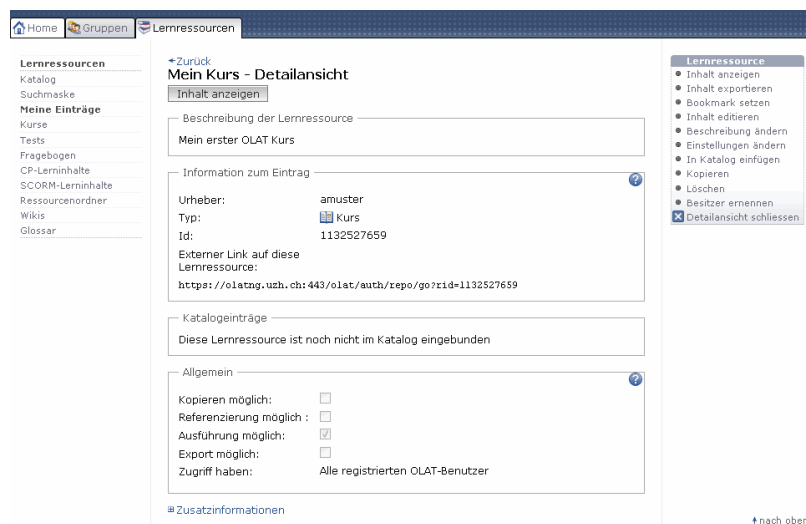 Home Gruppen Lernressourcen
Lernressourcen
Katalog
Suchmaske
Meine Einträge
Kurse
Tests
Fragebogen
CP-Lerninhalte
SCORM-Lerninhalte
Ressourcenordner
Wikis
Glossar
Zurück
Mein Kurs - Detailansicht
Inhalt anzeigen
Beschreibung der Lernressource
Mein erster OLAT Kurs
Information zum Eintrag
?
Urheber: amuster
Typ: Kurs
Id: 1132527659
Externer Link auf diese
Lernressource:
https://olatng.uzh.ch:443/olat/auth/repo/go?rid=1132527659
Katalogeinträge
Diese Lernressource ist noch nicht im Katalog eingebunden
Allgemein
?
Kopieren möglich:
Referenzierung möglich :
Ausführung möglich:
Export möglich:
Zugriff haben: Alle registrierten OLAT-Benutzer
Zusatzinformationen
Lernressource
Inhalt anzeigen
Inhalt exportieren
Bookmark setzen
Inhalt editieren
Beschreibung ändern
Einstellungen ändern
In Katalog einfügen
Kopieren
Löschen
Besitzer ernennen
Detailansicht schliessen
nach ober